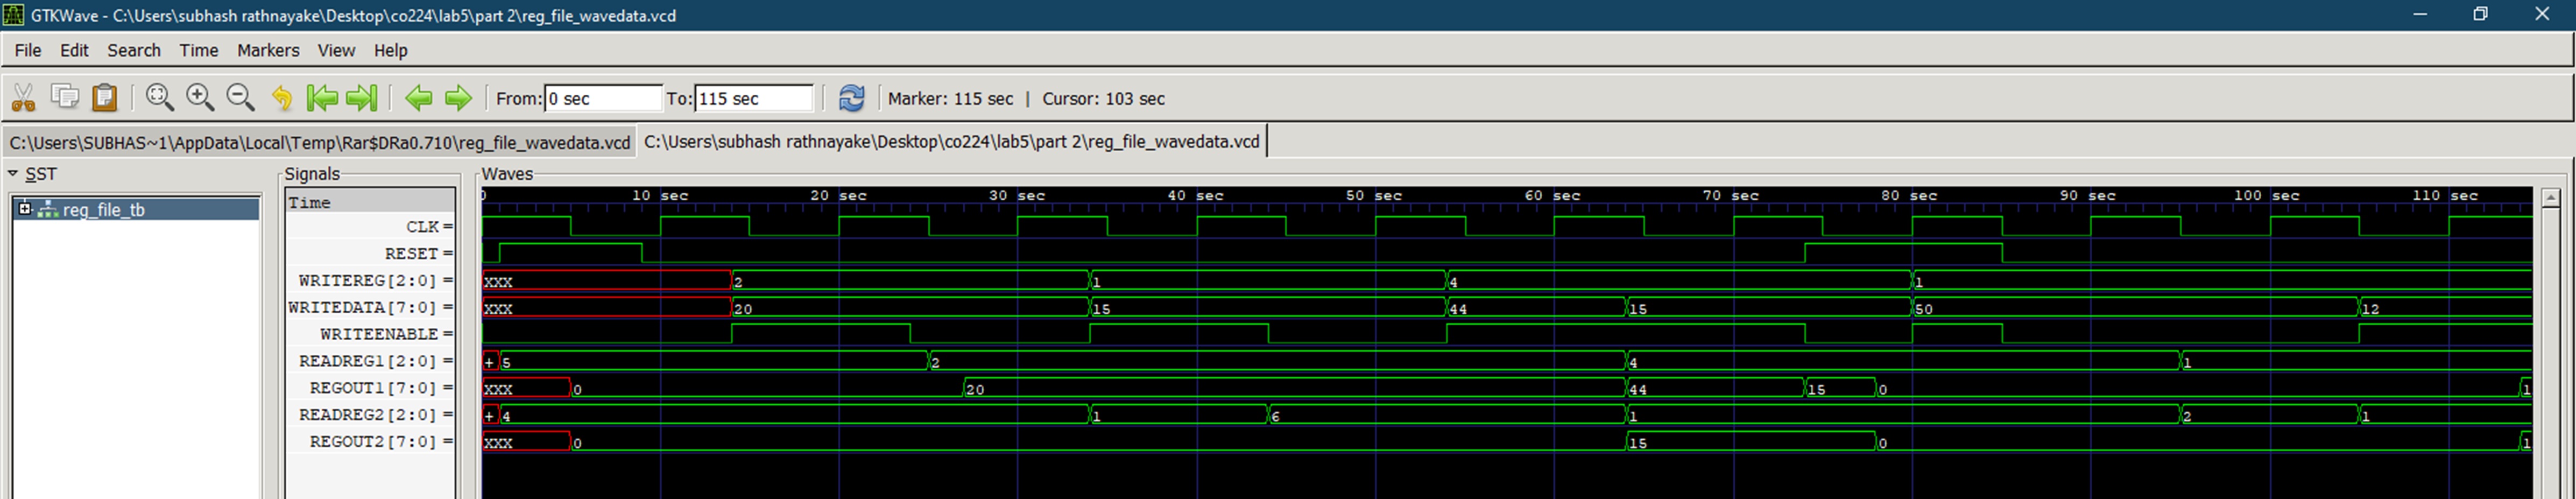 GTKWave - C:\Users\subhash rathnayake\Desktop\co224\lab5\part 2\reg_file_wavedata.vcd
File Edit Search Time Markers View Help
From: 0 sec To: 115 sec Marker: 115 sec | Cursor: 103 sec
C:\Users\SUBHAS~1\AppData\Local\Temp\Rar$DRa0.710\reg_file_wavedata.vcd C:\Users\subhash rathnayake\Desktop\co224\lab5\part 2\reg_file_wavedata.vcd
SST Signals Waves
reg_file_tb
Time 0 10 sec 20 sec 30 sec 40 sec 50 sec 60 sec 70 sec 80 sec 90 sec 100 sec 110 sec
CLK =
RESET =
WRITEREG[2:0] = xxx 2 1 4 1
WRITEDATA[7:0] = xxx 20 15 44 15 50 12
WRITEENABLE =
READREG1[2:0] = + 5 2 4 1
REGOUT1[7:0] = xxx 0 20 44 15 0 1
READREG2[2:0] = + 4 1 6 1 2 1
REGOUT2[7:0] = xxx 0 15 0 1